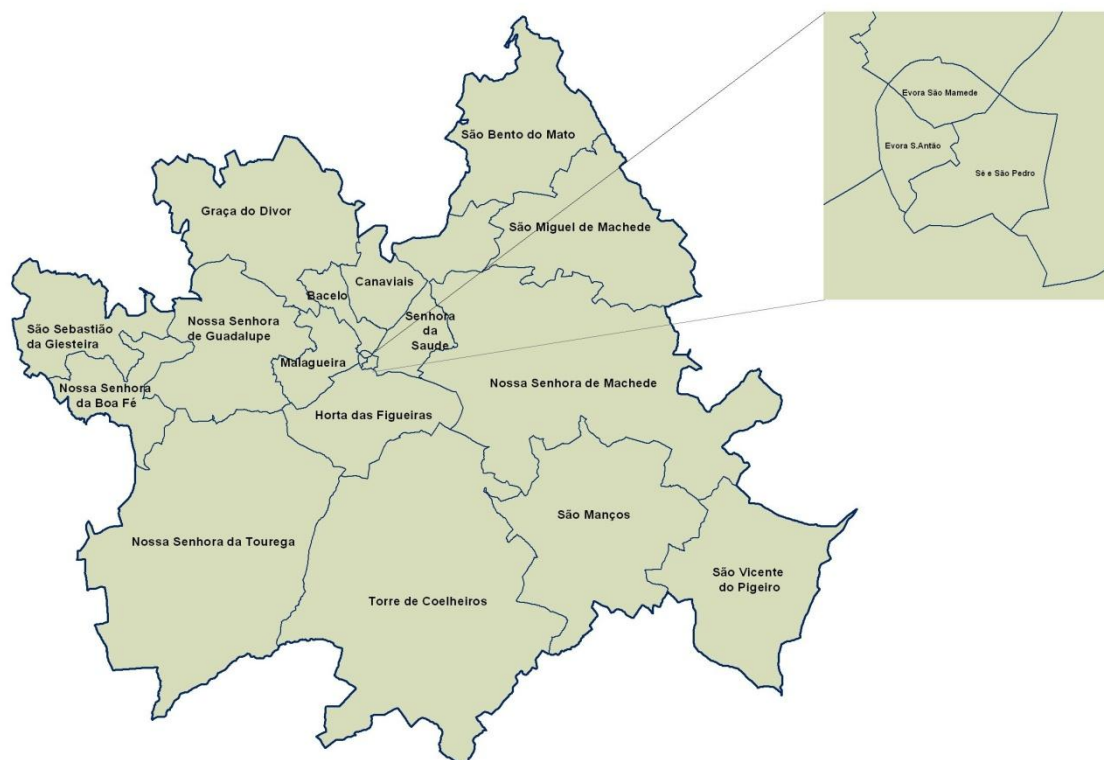 Evora São Mamede
Evora S.Antão
Sé e São Pedro
São Bento do Mato
Graça do Divor
São Miguel de Machede
Canaviais
Bacelo
Senhora
da
Saude
Nossa Senhora
de Guadalupe
São Sebastião
da Giesteira
Malagueira
Nossa Senhora
da Boa Fé
Nossa Senhora de Machede
Horta das Figueiras
São Manços
Nossa Senhora da Tourega
São Vicente
do Pigeiro
Torre de Coelheiros